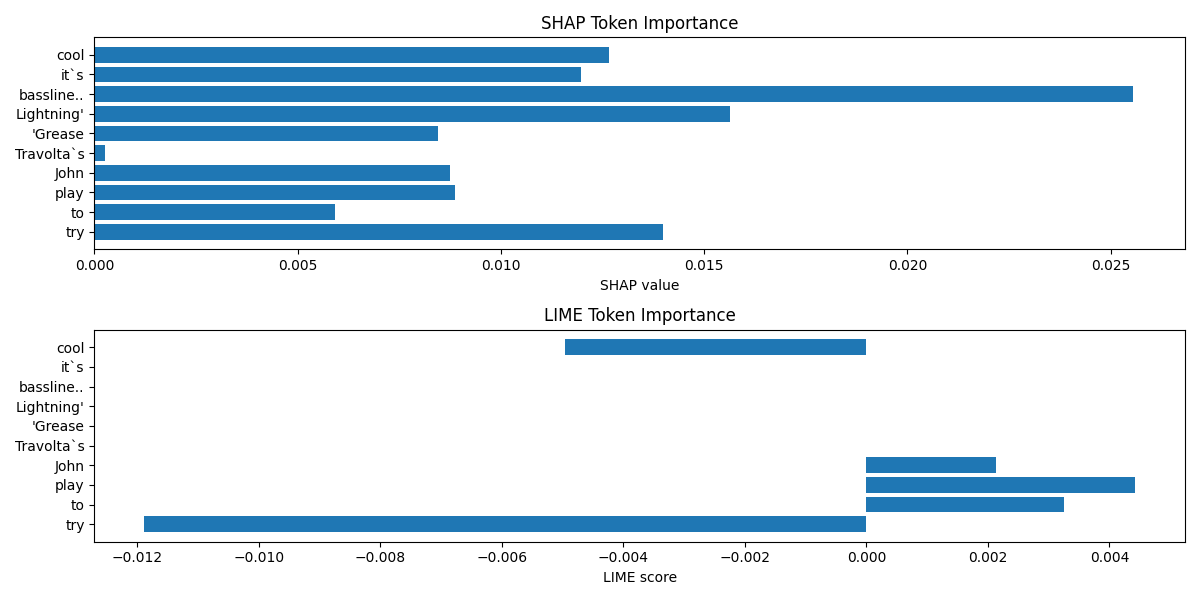 SHAP Token Importance
cool
it`s
bassline..
Lightning'
'Grease
Travolta`s
John
play
to
try
0.000 0.005 0.010 0.015 0.020 0.025
SHAP value
LIME Token Importance
cool
it`s
bassline..
Lightning'
'Grease
Travolta`s
John
play
to
try
−0.012 −0.010 −0.008 −0.006 −0.004 −0.002 0.000 0.002 0.004
LIME score